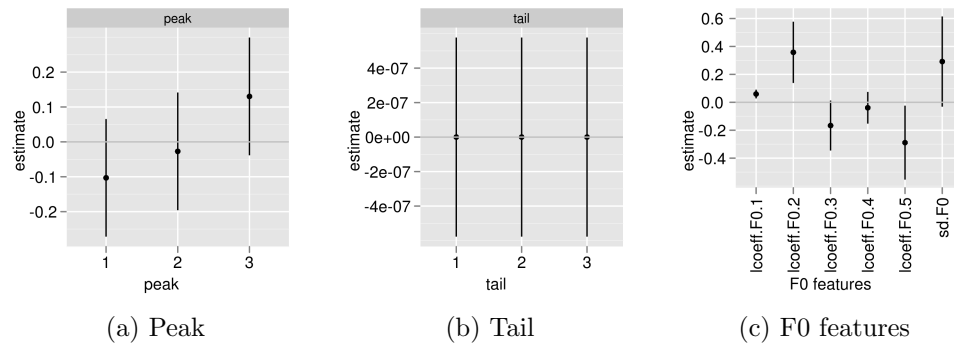 peak
0.2
0.1
0.0
-0.1
-0.2
estimate
1 2 3
peak
(a) Peak
tail
4e-07
2e-07
0e+00
-2e-07
-4e-07
estimate
1 2 3
tail
(b) Tail
0.6
0.4
0.2
0.0
-0.2
-0.4
estimate
lcoeff.F0.1
lcoeff.F0.2
lcoeff.F0.3
lcoeff.F0.4
lcoeff.F0.5
sd.F0
F0 features
(c) F0 features